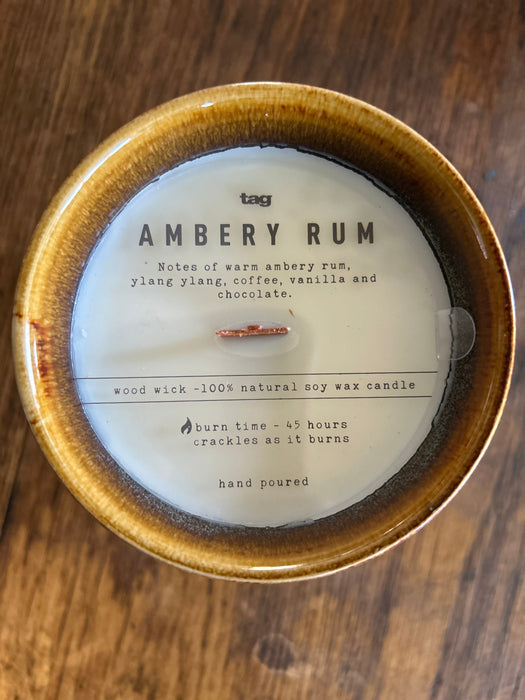 tag
AMBERY RUM
Notes of warm ambery rum,
ylang ylang, coffee, vanilla and
chocolate.
wood wick -100% natural soy wax candle
burn time - 45 hours
crackles as it burns
hand poured